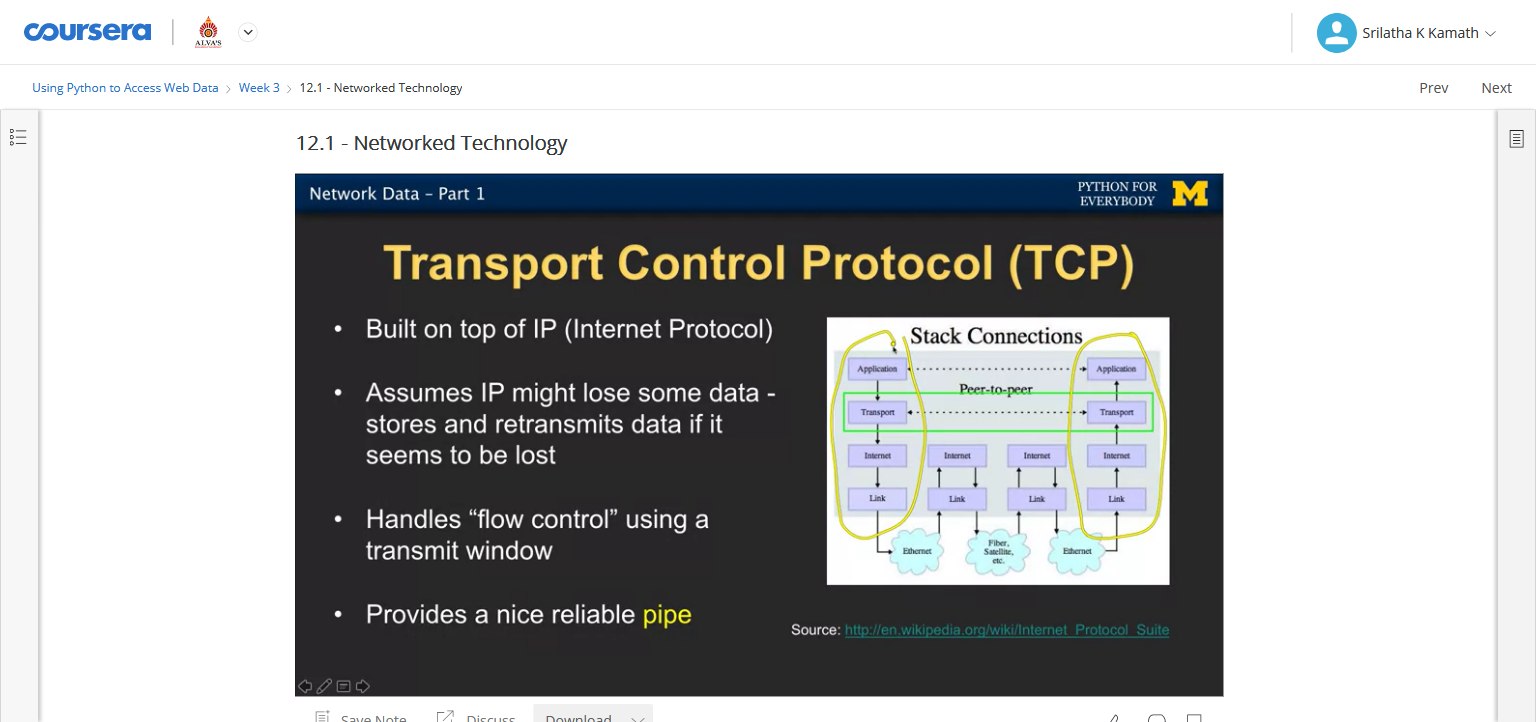 coursera
ALVA'S
Srilatha K Kamath
Using Python to Access Web Data
Week 3
12.1 - Networked Technology
Prev
Next
12.1 - Networked Technology
Network Data – Part 1
PYTHON FOR
EVERYBODY
M
Transport Control Protocol (TCP)
• Built on top of IP (Internet Protocol)
• Assumes IP might lose some data -
stores and retransmits data if it
seems to be lost
• Handles “flow control” using a
transmit window
• Provides a nice reliable pipe
Stack Connections
Application
Application
Peer-to-peer
Transport
Transport
Internet
Internet
Internet
Internet
Link
Link
Link
Link
Ethernet
Fiber,
Satellite,
etc.
Ethernet
Source: http://en.wikipedia.org/wiki/Internet_Protocol_Suite
Save Note
Discuss
Download